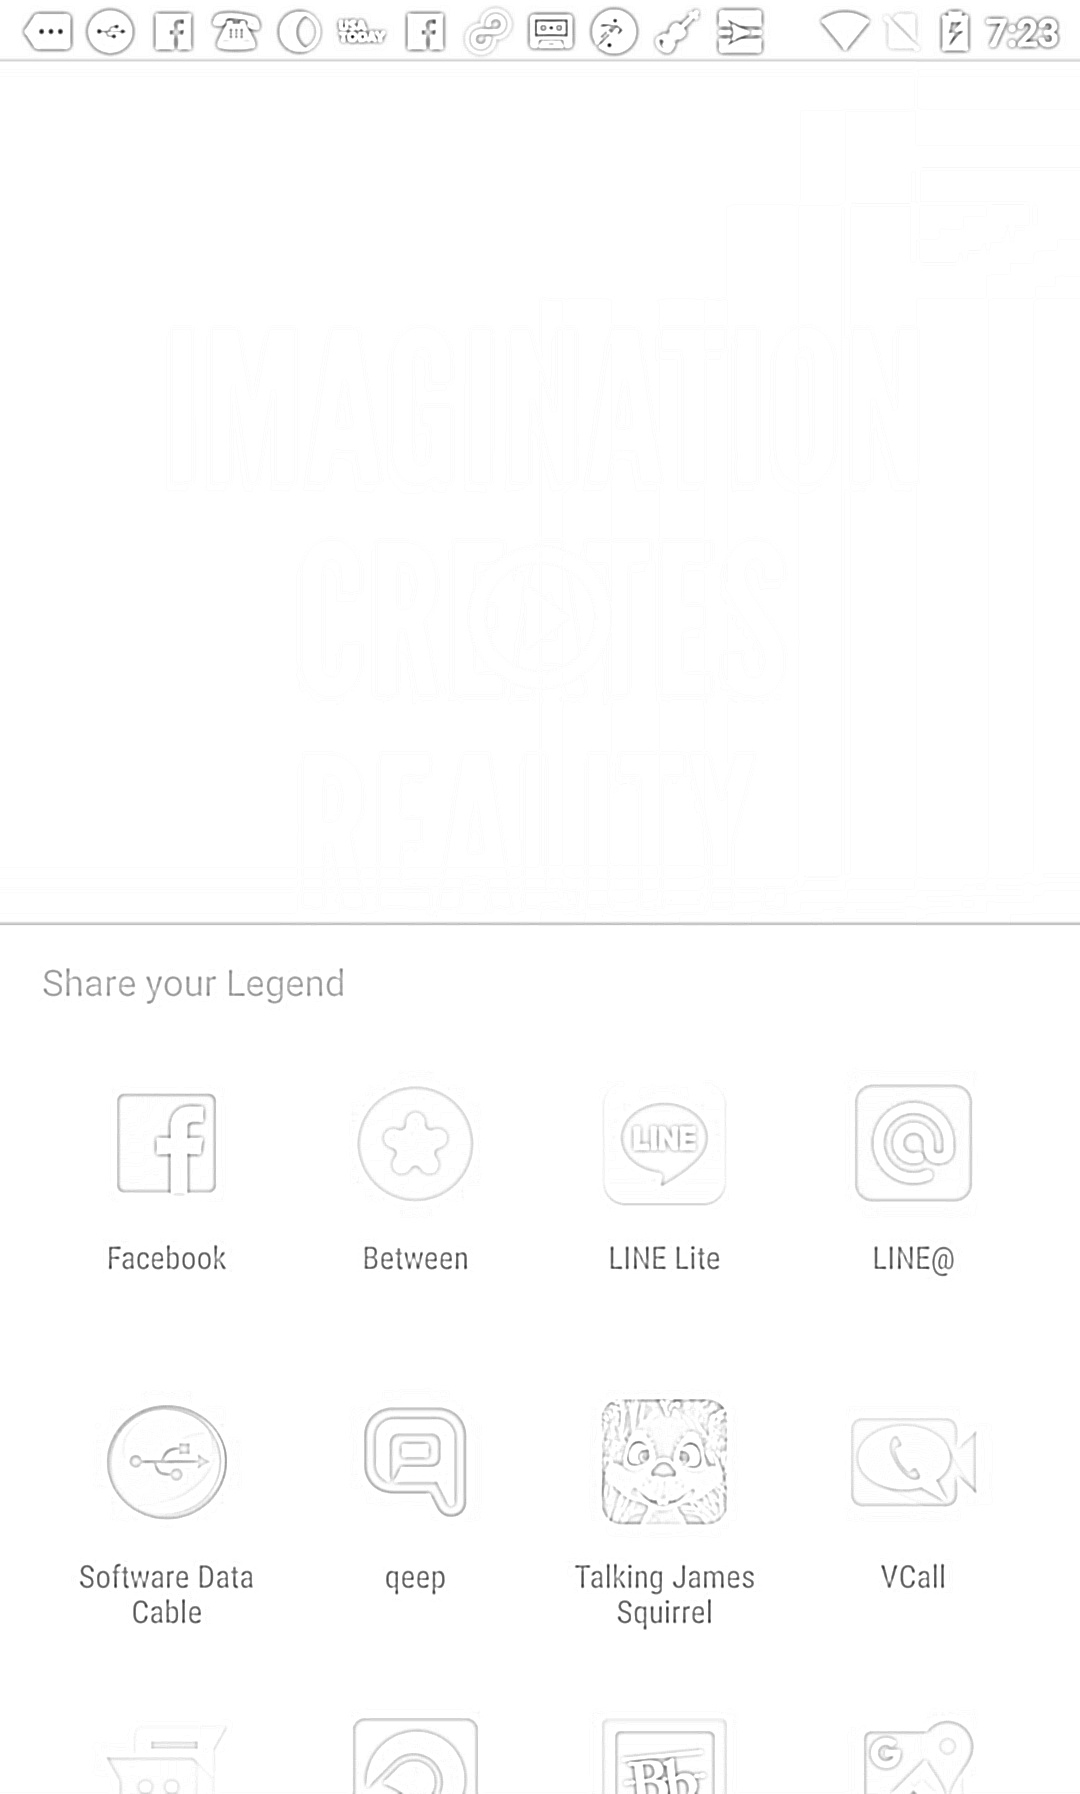 USA TODAY 7:23
IMAGINATION
CREATES
REALITY
Share your Legend
Facebook Between LINE Lite LINE@
LINE
Software Data Cable qeep Talking James Squirrel VCall
G
Bb